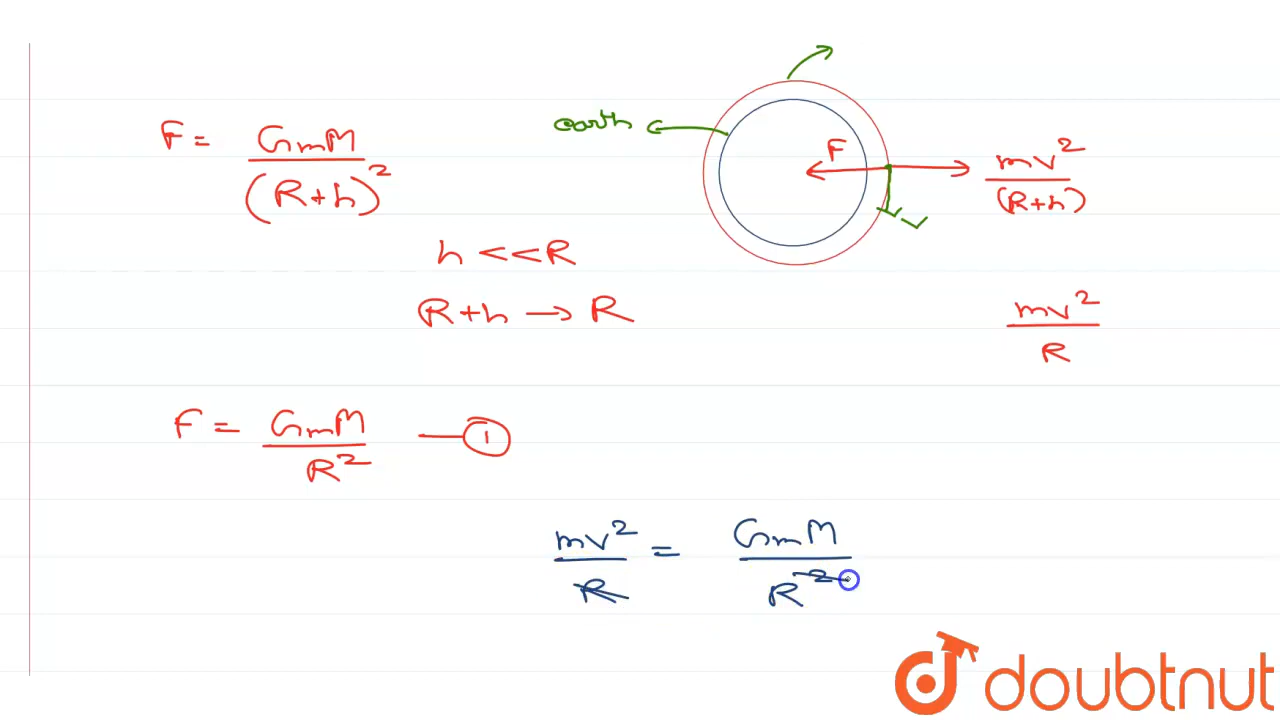 earth
F
mv²/(R+h)
F = GmM/(R+h)²
h <<R
R+h → R
mv²/R
F = GmM/R² — 1
mv²/R = GmM/R²
doubtnut